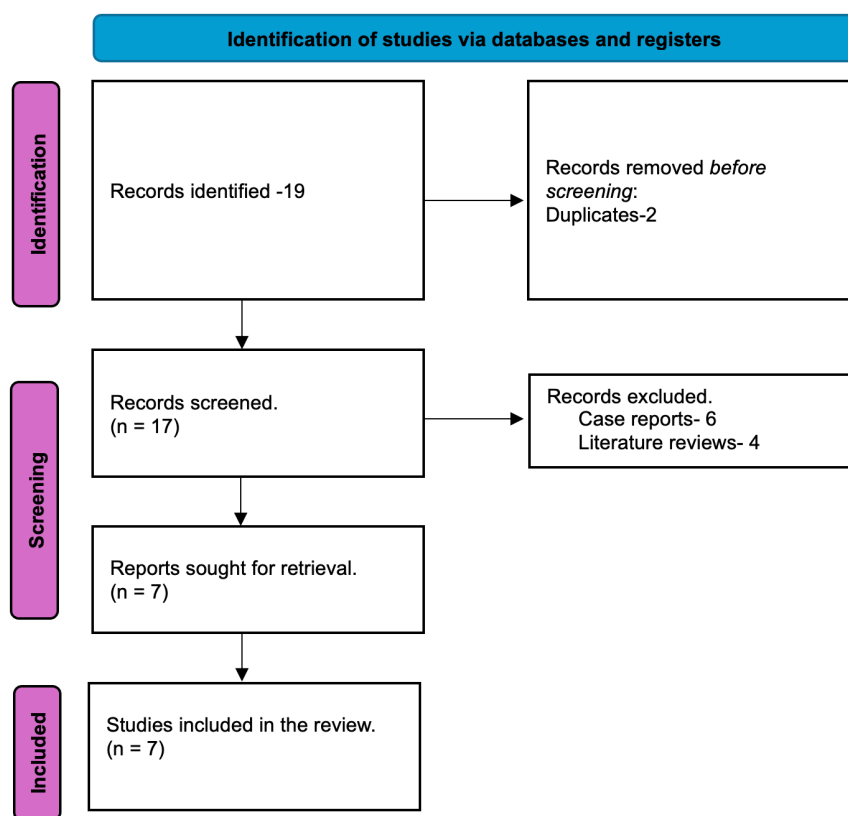 Identification of studies via databases and registers
Identification
Records identified -19
Records removed before
screening:
Duplicates-2
Screening
Records screened.
(n = 17)
Records excluded.
Case reports- 6
Literature reviews- 4
Reports sought for retrieval.
(n = 7)
Included
Studies included in the review.
(n = 7)